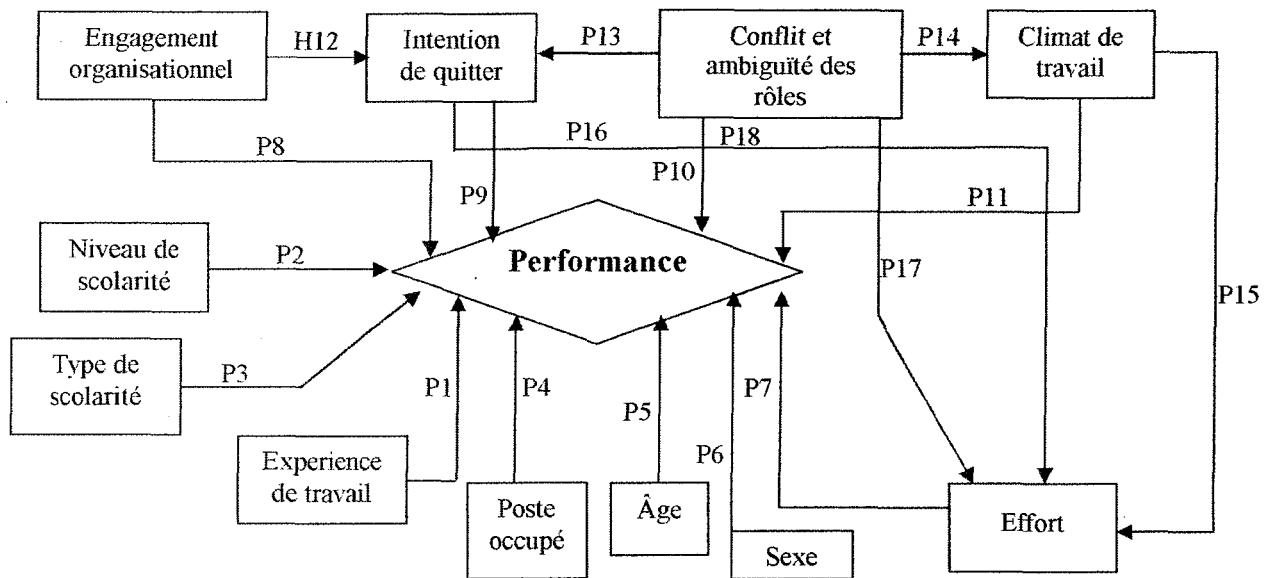 Engagement
organisationnel
H12
Intention
de quitter
P13
Conflit et
ambiguïté des
rôles
P14
Climat de
travail
P8
P16
P18
P9
P10
P11
Niveau de
scolarité
P2
Performance
P17
P15
Type de
scolarité
P3
P1
P4
P5
P6
P7
Experience
de travail
Poste
occupé
Âge
Sexe
Effort